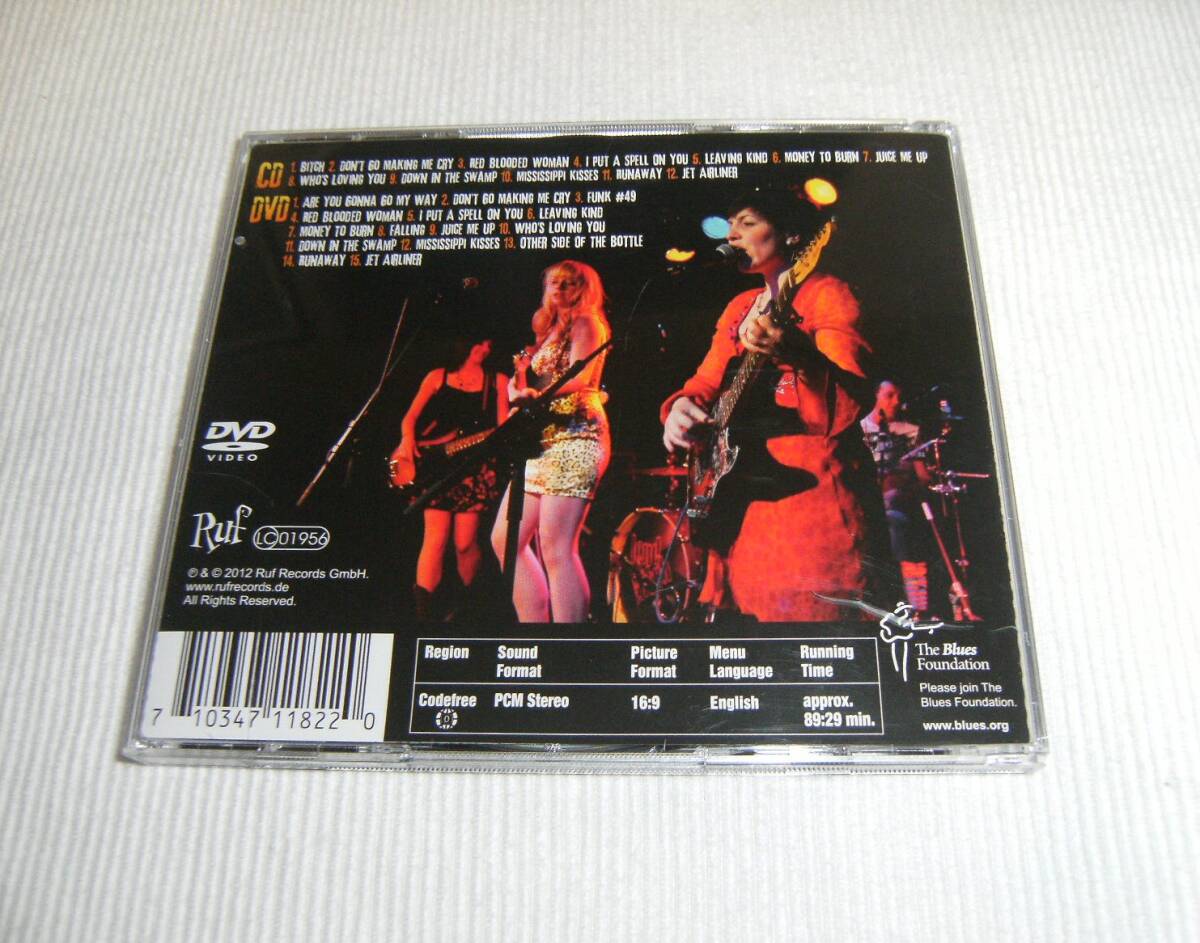 CD 1. BITCH 2. DON'T GO MAKING ME CRY 3. RED BLOODED WOMAN 4. I PUT A SPELL ON YOU 5. LEAVING KIND 6. MONEY TO BURN 7. JUICE ME UP
8. WHO'S LOVING YOU 9. DOWN IN THE SWAMP 10. MISSISSIPPI KISSES 11. RUNAWAY 12. JET AIRLINER
DVD 1. ARE YOU GONNA GO MY WAY 2. DON'T GO MAKING ME CRY 3. FUNK #49
4. RED BLOODED WOMAN 5. I PUT A SPELL ON YOU 6. LEAVING KIND
7. MONEY TO BURN 8. FALLING 9. JUICE ME UP 10. WHO'S LOVING YOU
11. DOWN IN THE SWAMP 12. MISSISSIPPI KISSES 13. OTHER SIDE OF THE BOTTLE
14. RUNAWAY 15. JET AIRLINER
DVD
VIDEO
Ruf LC 01956
℗ & © 2012 Ruf Records GmbH.
www.rufrecords.de
All Rights Reserved.
7 10347 11822 0
Region Sound Format Picture Format Menu Language Running Time
Codefree 0 PCM Stereo 16:9 English approx. 89:29 min.
The Blues
Foundation
Please join The
Blues Foundation.
www.blues.org